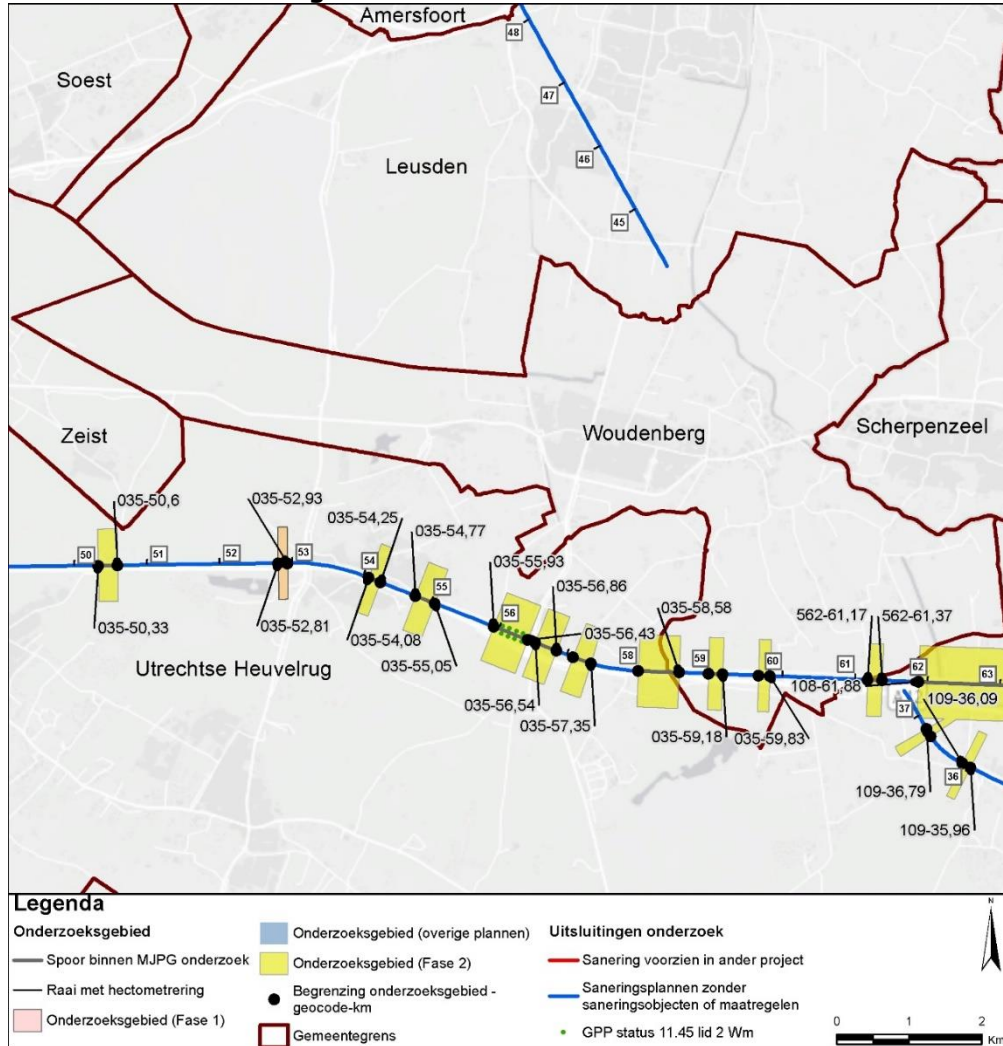 Amersfoort
48
Soest
47
46
Leusden
45
Zeist
Woudenberg
Scherpenzeel
035-50,6
035-52,93
035-54,25
035-54,77
035-55,93
035-56,86
50
51
52
53
54
55
56
58
59
60
61
62
63
035-58,58
562-61,17
562-61,37
035-50,33
035-52,81
035-54,08
035-55,05
035-56,43
Utrechtse Heuvelrug
035-56,54
035-57,35
035-59,18
035-59,83
108-61,88
109-36,09
37
36
109-36,79
109-35,96
Legenda
Onderzoeksgebied
Spoor binnen MJPG onderzoek
Raai met hectometrering
Onderzoeksgebied (Fase 1)
Onderzoeksgebied (overige plannen)
Onderzoeksgebied (Fase 2)
Begrenzing onderzoeksgebied -
geocode-km
Gemeentegrens
Uitsluitingen onderzoek
Sanering voorzien in ander project
Saneringsplannen zonder
saneringsobjecten of maatregelen
GPP status 11.45 lid 2 Wm
N
0 1 2
Km